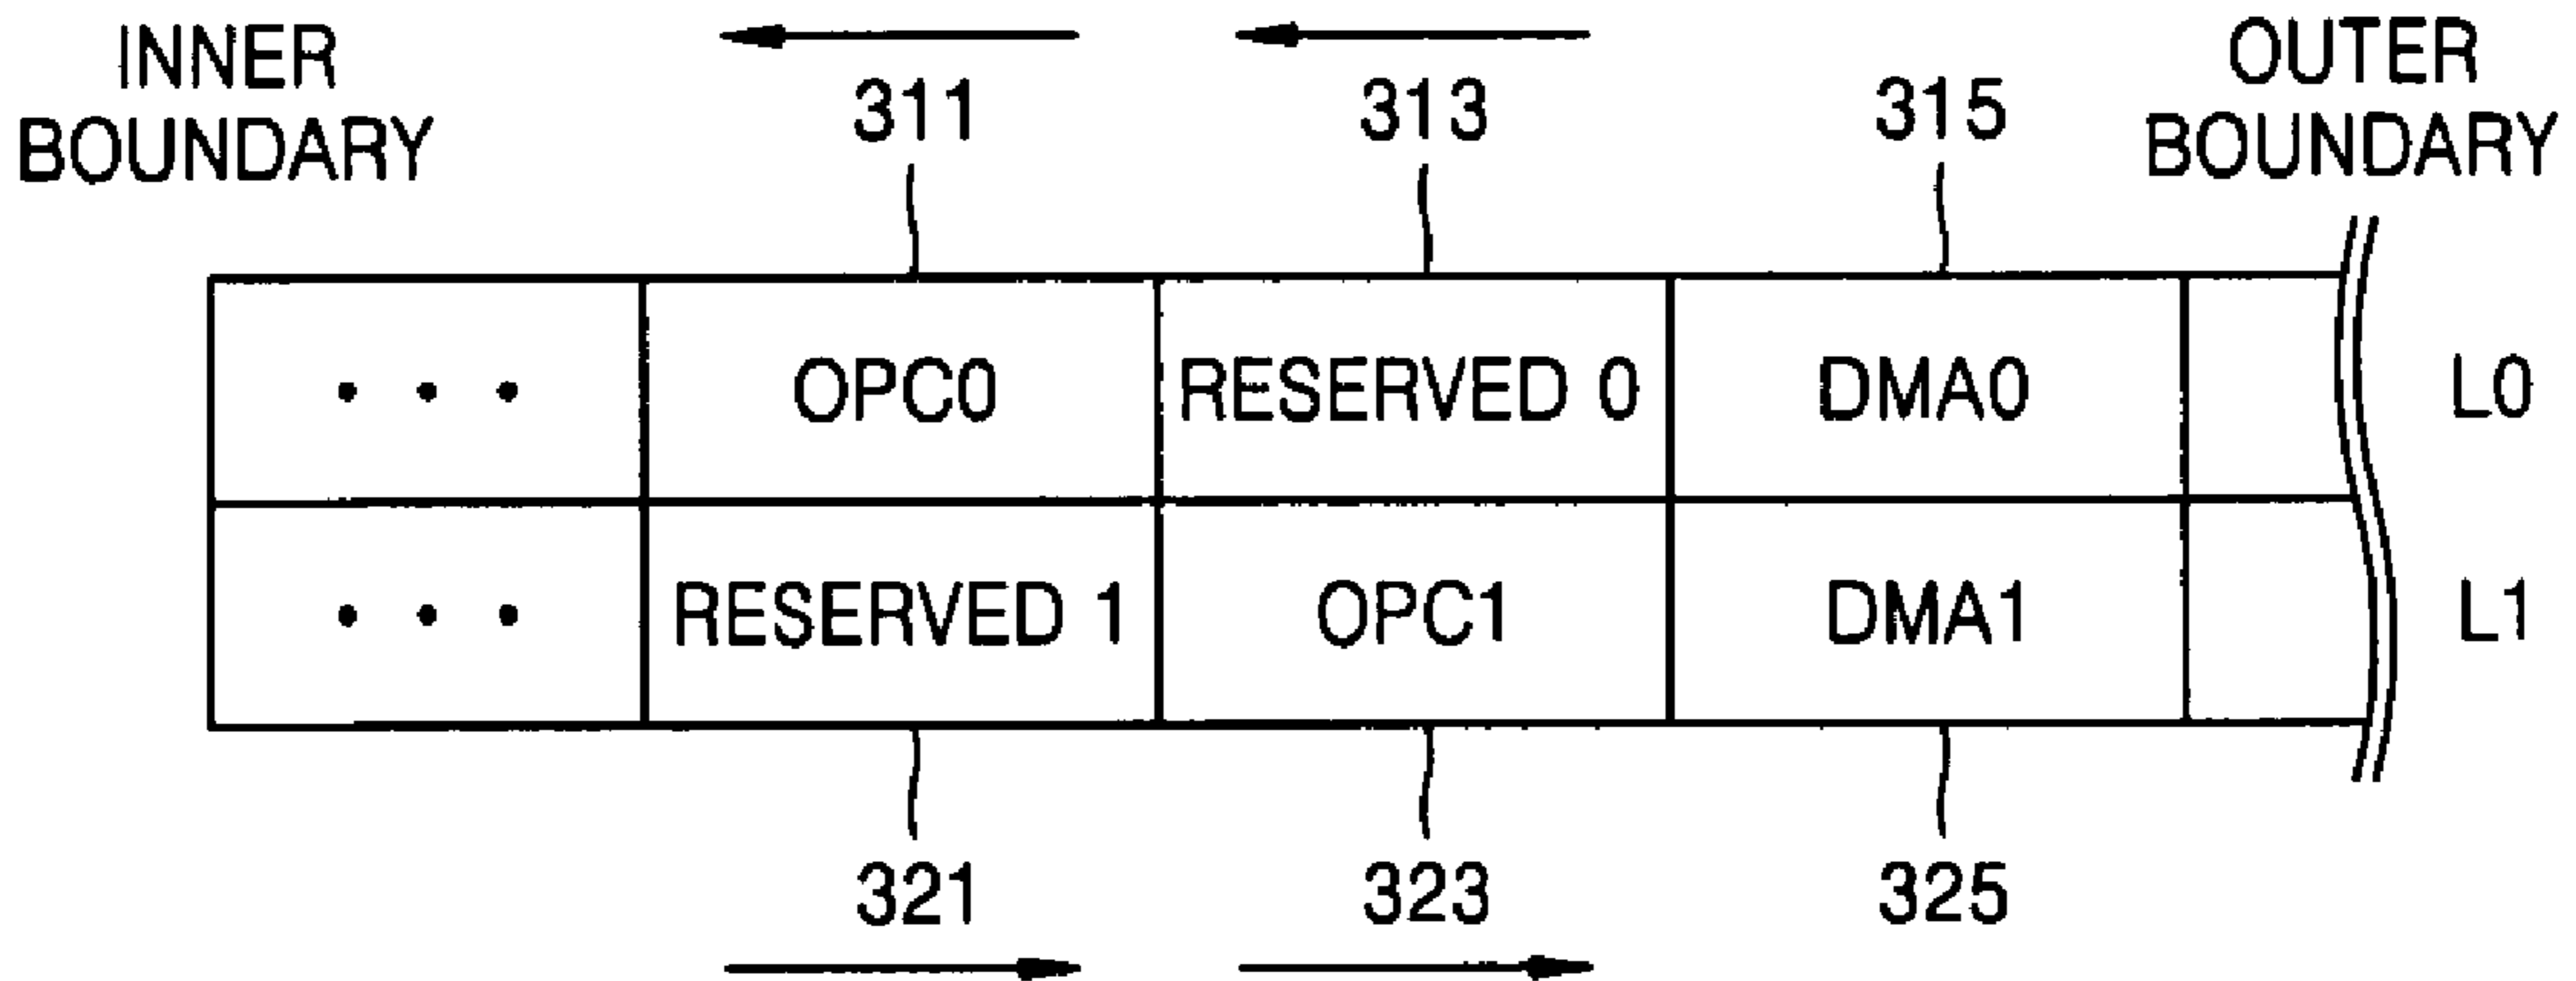 INNER
BOUNDARY
OUTER
BOUNDARY
311 313 315
• • • OPC0 RESERVED 0 DMA0 L0
• • • RESERVED 1 OPC1 DMA1 L1
321 323 325